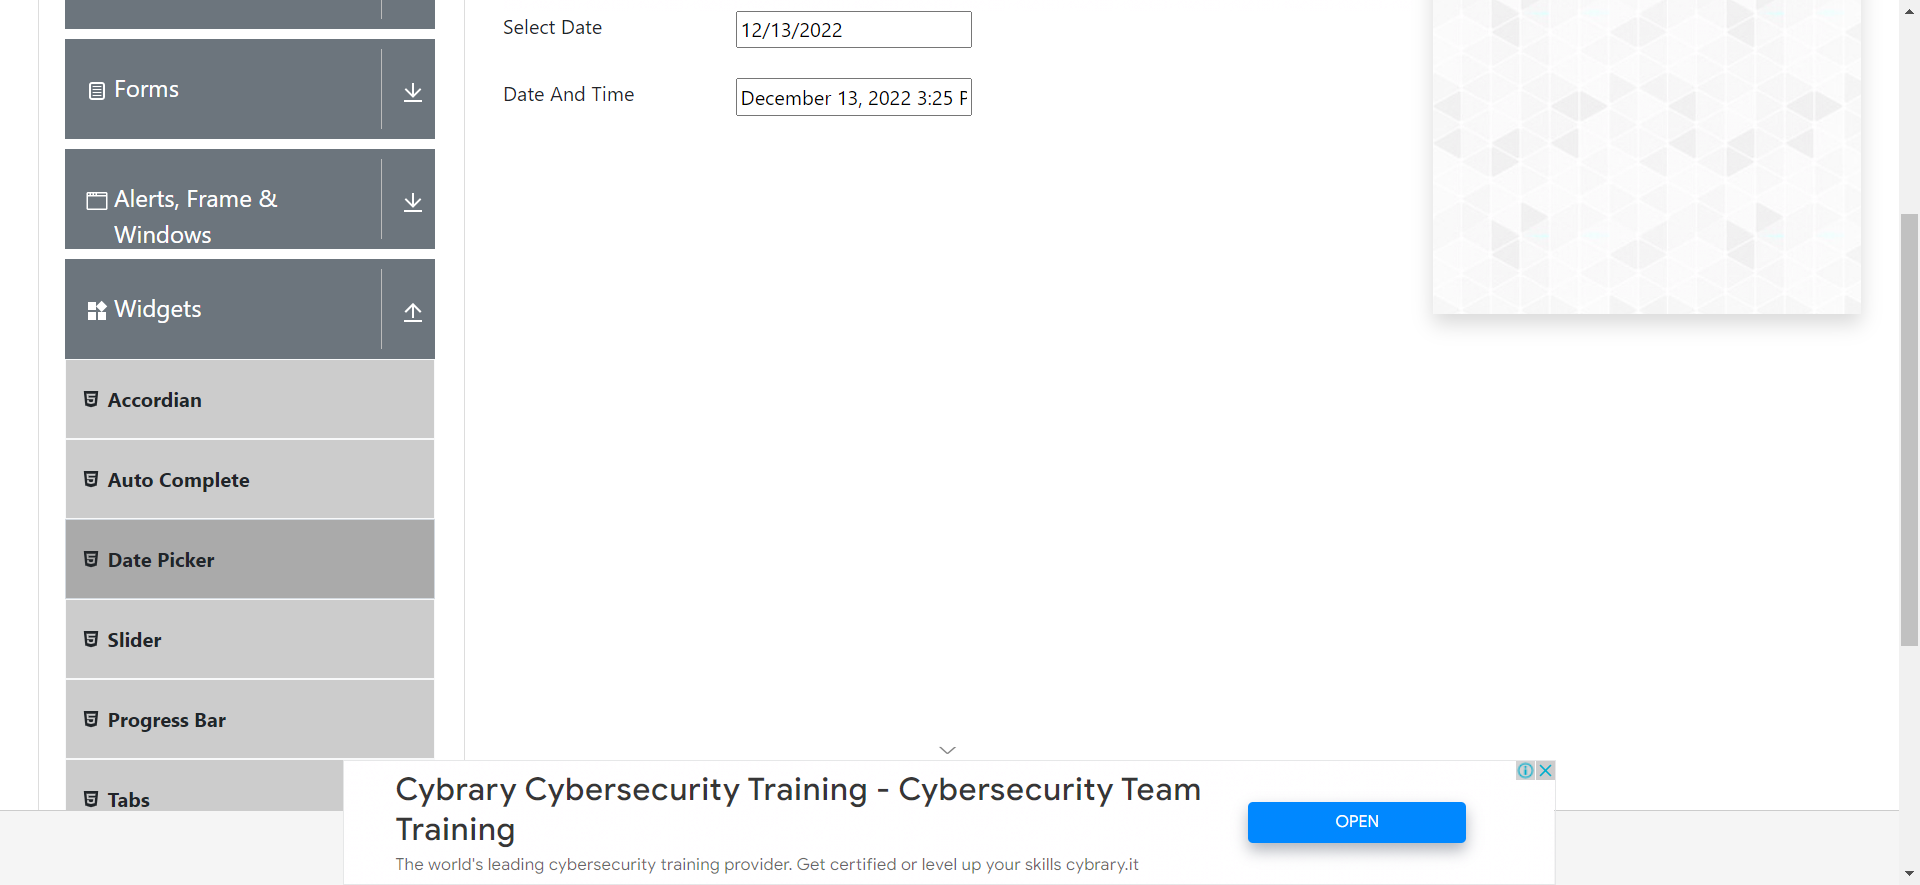 Select Date
12/13/2022
Date And Time
December 13, 2022 3:25 P
Forms
Alerts, Frame &
Windows
Widgets
Accordian
Auto Complete
Date Picker
Slider
Progress Bar
Tabs
Cybrary Cybersecurity Training - Cybersecurity Team
Training
The world's leading cybersecurity training provider. Get certified or level up your skills cybrary.it
OPEN